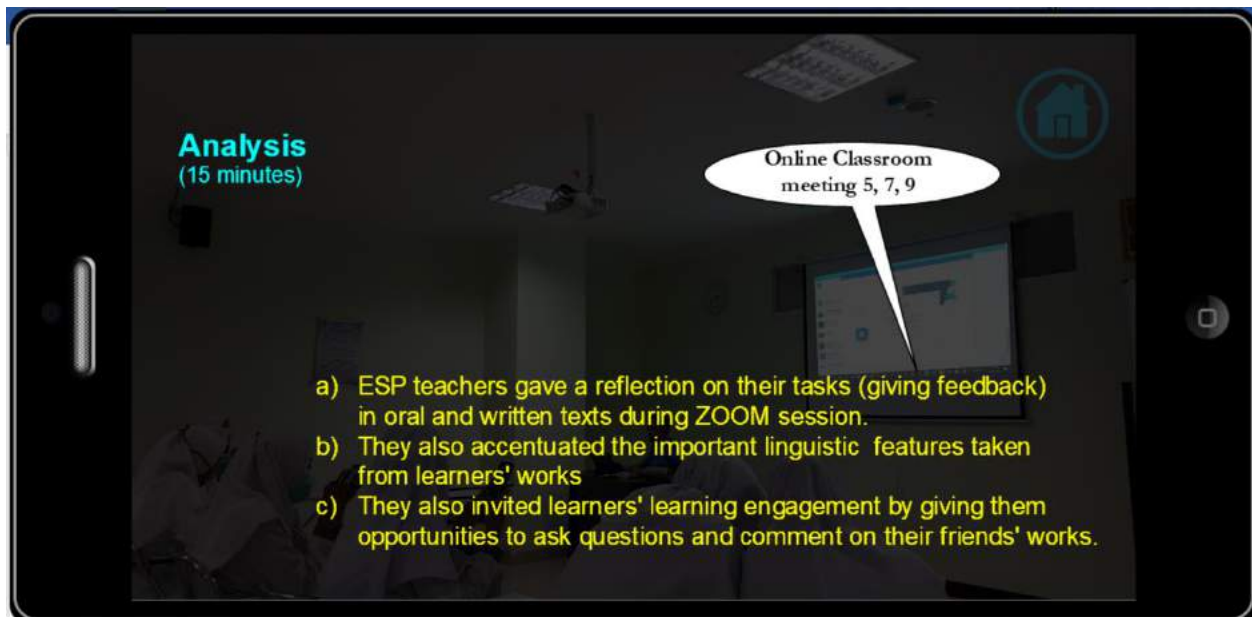 Analysis
(15 minutes)
Online Classroom
meeting 5, 7, 9
a) ESP teachers gave a reflection on their tasks (giving feedback)
in oral and written texts during ZOOM session.
b) They also accentuated the important linguistic features taken
from learners' works
c) They also invited learners' learning engagement by giving them
opportunities to ask questions and comment on their friends' works.